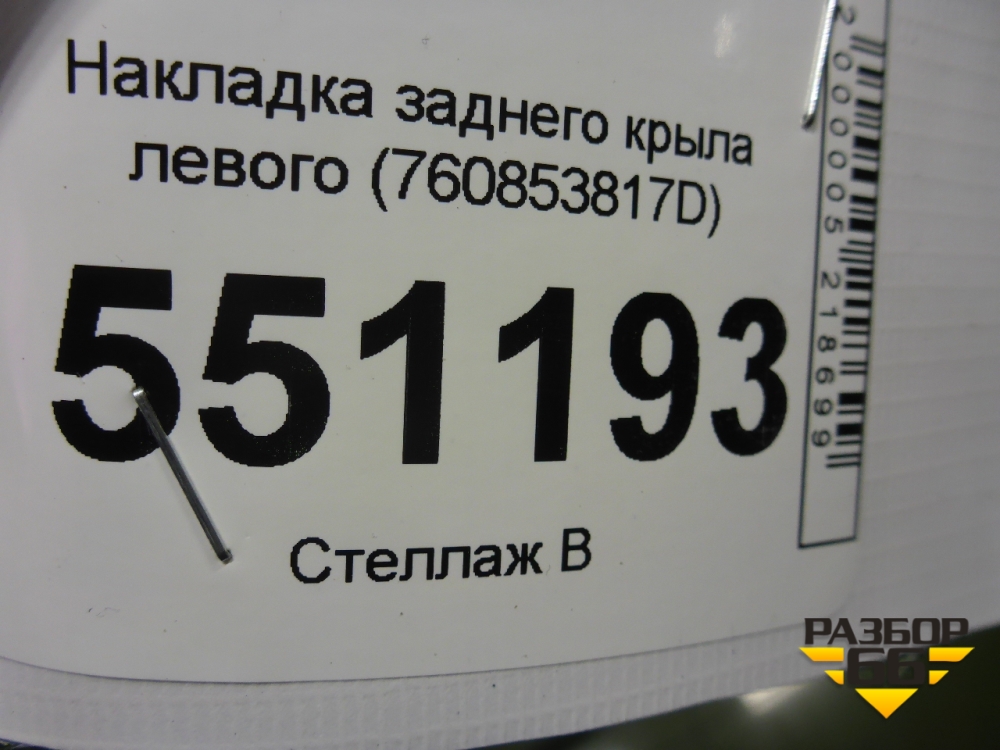 Накладка заднего крыла
левого (760853817D)
551193
Стеллаж В
2000005218699
РАЗБОР
66